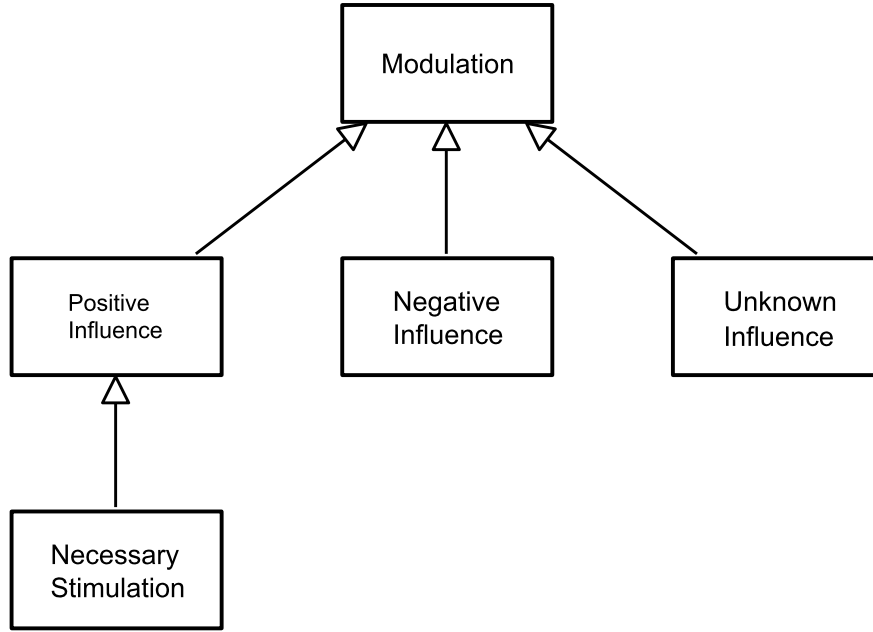 Modulation
Positive
Influence
Negative
Influence
Unknown
Influence
Necessary
Stimulation